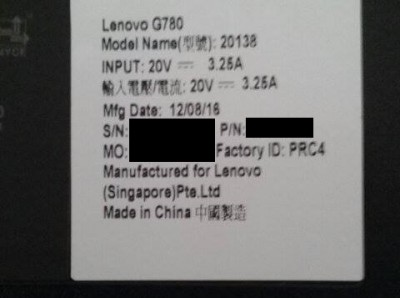 Lenovo G780
Model Name(型號): 20138
INPUT: 20V ⎓ 3.25A
輸入電壓/電流: 20V ⎓ 3.25A
Mfg Date: 12/08/16
S/N: P/N:
MO: Factory ID: PRC4
Manufactured for Lenovo
(Singapore)Pte.Ltd
Made in China 中國製造